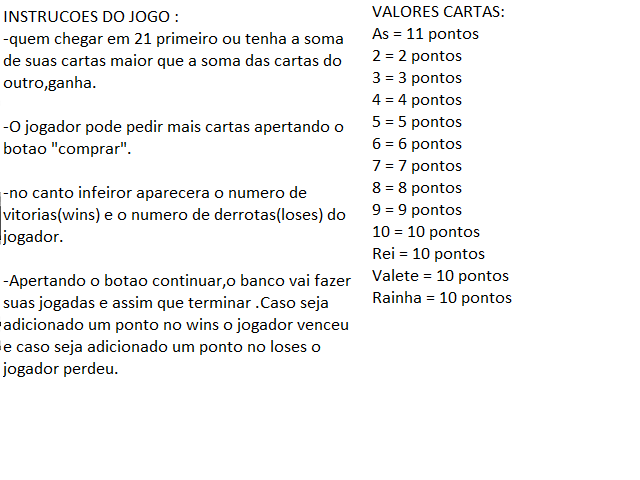 INSTRUCOES DO JOGO :
-quem chegar em 21 primeiro ou tenha a soma
de suas cartas maior que a soma das cartas do
outro,ganha.
-O jogador pode pedir mais cartas apertando o
botao "comprar".
-no canto infeiror aparecera o numero de
vitorias(wins) e o numero de derrotas(loses) do
jogador.
-Apertando o botao continuar,o banco vai fazer
suas jogadas e assim que terminar .Caso seja
adicionado um ponto no wins o jogador venceu
e caso seja adicionado um ponto no loses o
jogador perdeu.
VALORES CARTAS:
As = 11 pontos
2 = 2 pontos
3 = 3 pontos
4 = 4 pontos
5 = 5 pontos
6 = 6 pontos
7 = 7 pontos
8 = 8 pontos
9 = 9 pontos
10 = 10 pontos
Rei = 10 pontos
Valete = 10 pontos
Rainha = 10 pontos